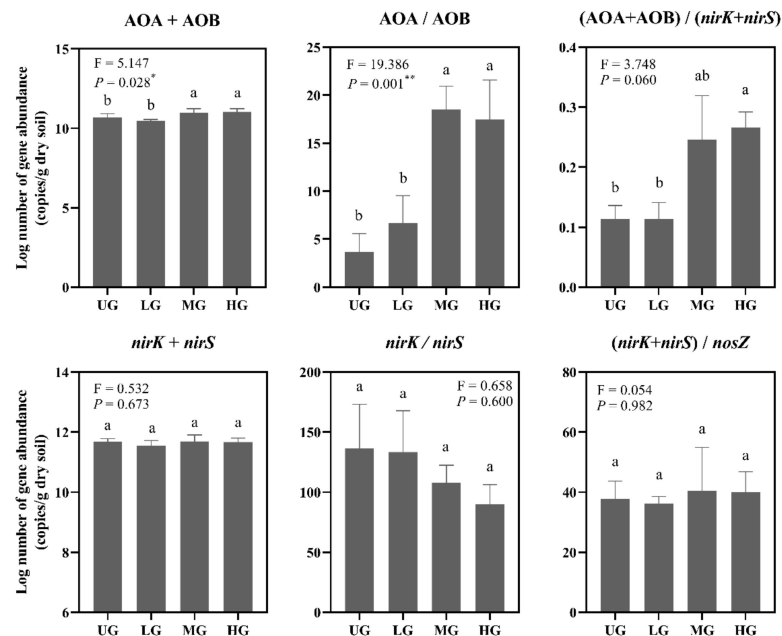 AOA + AOB
F = 5.147
P = 0.028*
b
b
a
a
15
10
5
0
UG
LG
MG
HG
Log number of gene abundance
(copies/g dry soil)
AOA / AOB
F = 19.386
P = 0.001**
b
b
a
a
25
20
15
10
5
0
UG
LG
MG
HG
(AOA+AOB) / (nirK+nirS)
F = 3.748
P = 0.060
b
b
ab
a
0.4
0.3
0.2
0.1
0.0
UG
LG
MG
HG
nirK + nirS
F = 0.532
P = 0.673
a
a
a
a
14
12
10
8
6
UG
LG
MG
HG
Log number of gene abundance
(copies/g dry soil)
nirK / nirS
F = 0.658
P = 0.600
a
a
a
a
200
150
100
50
0
UG
LG
MG
HG
(nirK+nirS) / nosZ
F = 0.054
P = 0.982
a
a
a
a
80
60
40
20
0
UG
LG
MG
HG